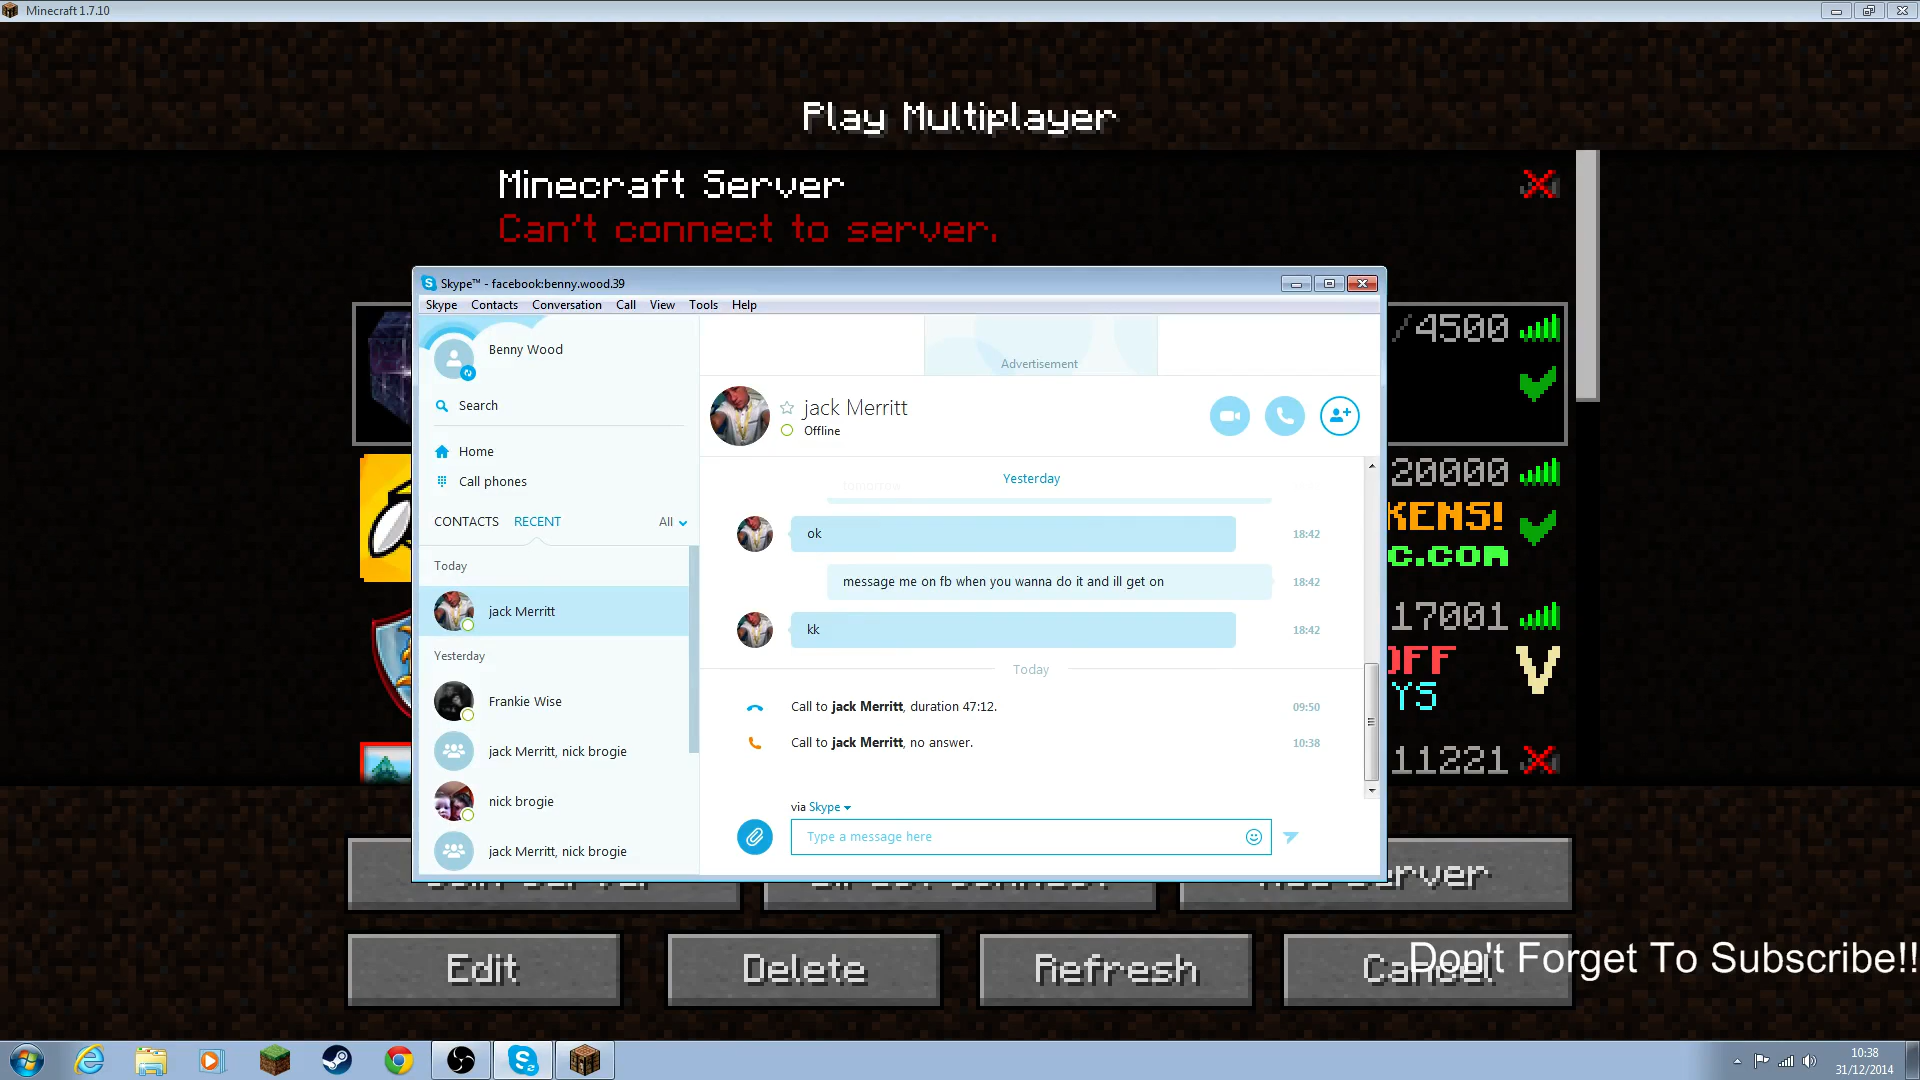 Minecraft 1.7.10
Play Multiplayer
Minecraft Server
Can't connect to server.
Skype™ - facebook:benny.wood.39
Skype Contacts Conversation Call View Tools Help
Benny Wood
Advertisement
Search
jack Merritt
Offline
Home
Call phones
CONTACTS RECENT All
Today
jack Merritt
Yesterday
Frankie Wise
jack Merritt, nick brogie
nick brogie
jack Merritt, nick brogie
Yesterday
tomorrow
ok 18:42
message me on fb when you wanna do it and ill get on 18:42
kk 18:42
Today
Call to jack Merritt, duration 47:12. 09:50
Call to jack Merritt, no answer. 10:38
via Skype
Type a message here
/4500
20000
KENS!
c.com
17001
OFF
YS
V
11221
Server
Edit Delete Refresh Cancel
Don't Forget To Subscribe!!
10:38
31/12/2014